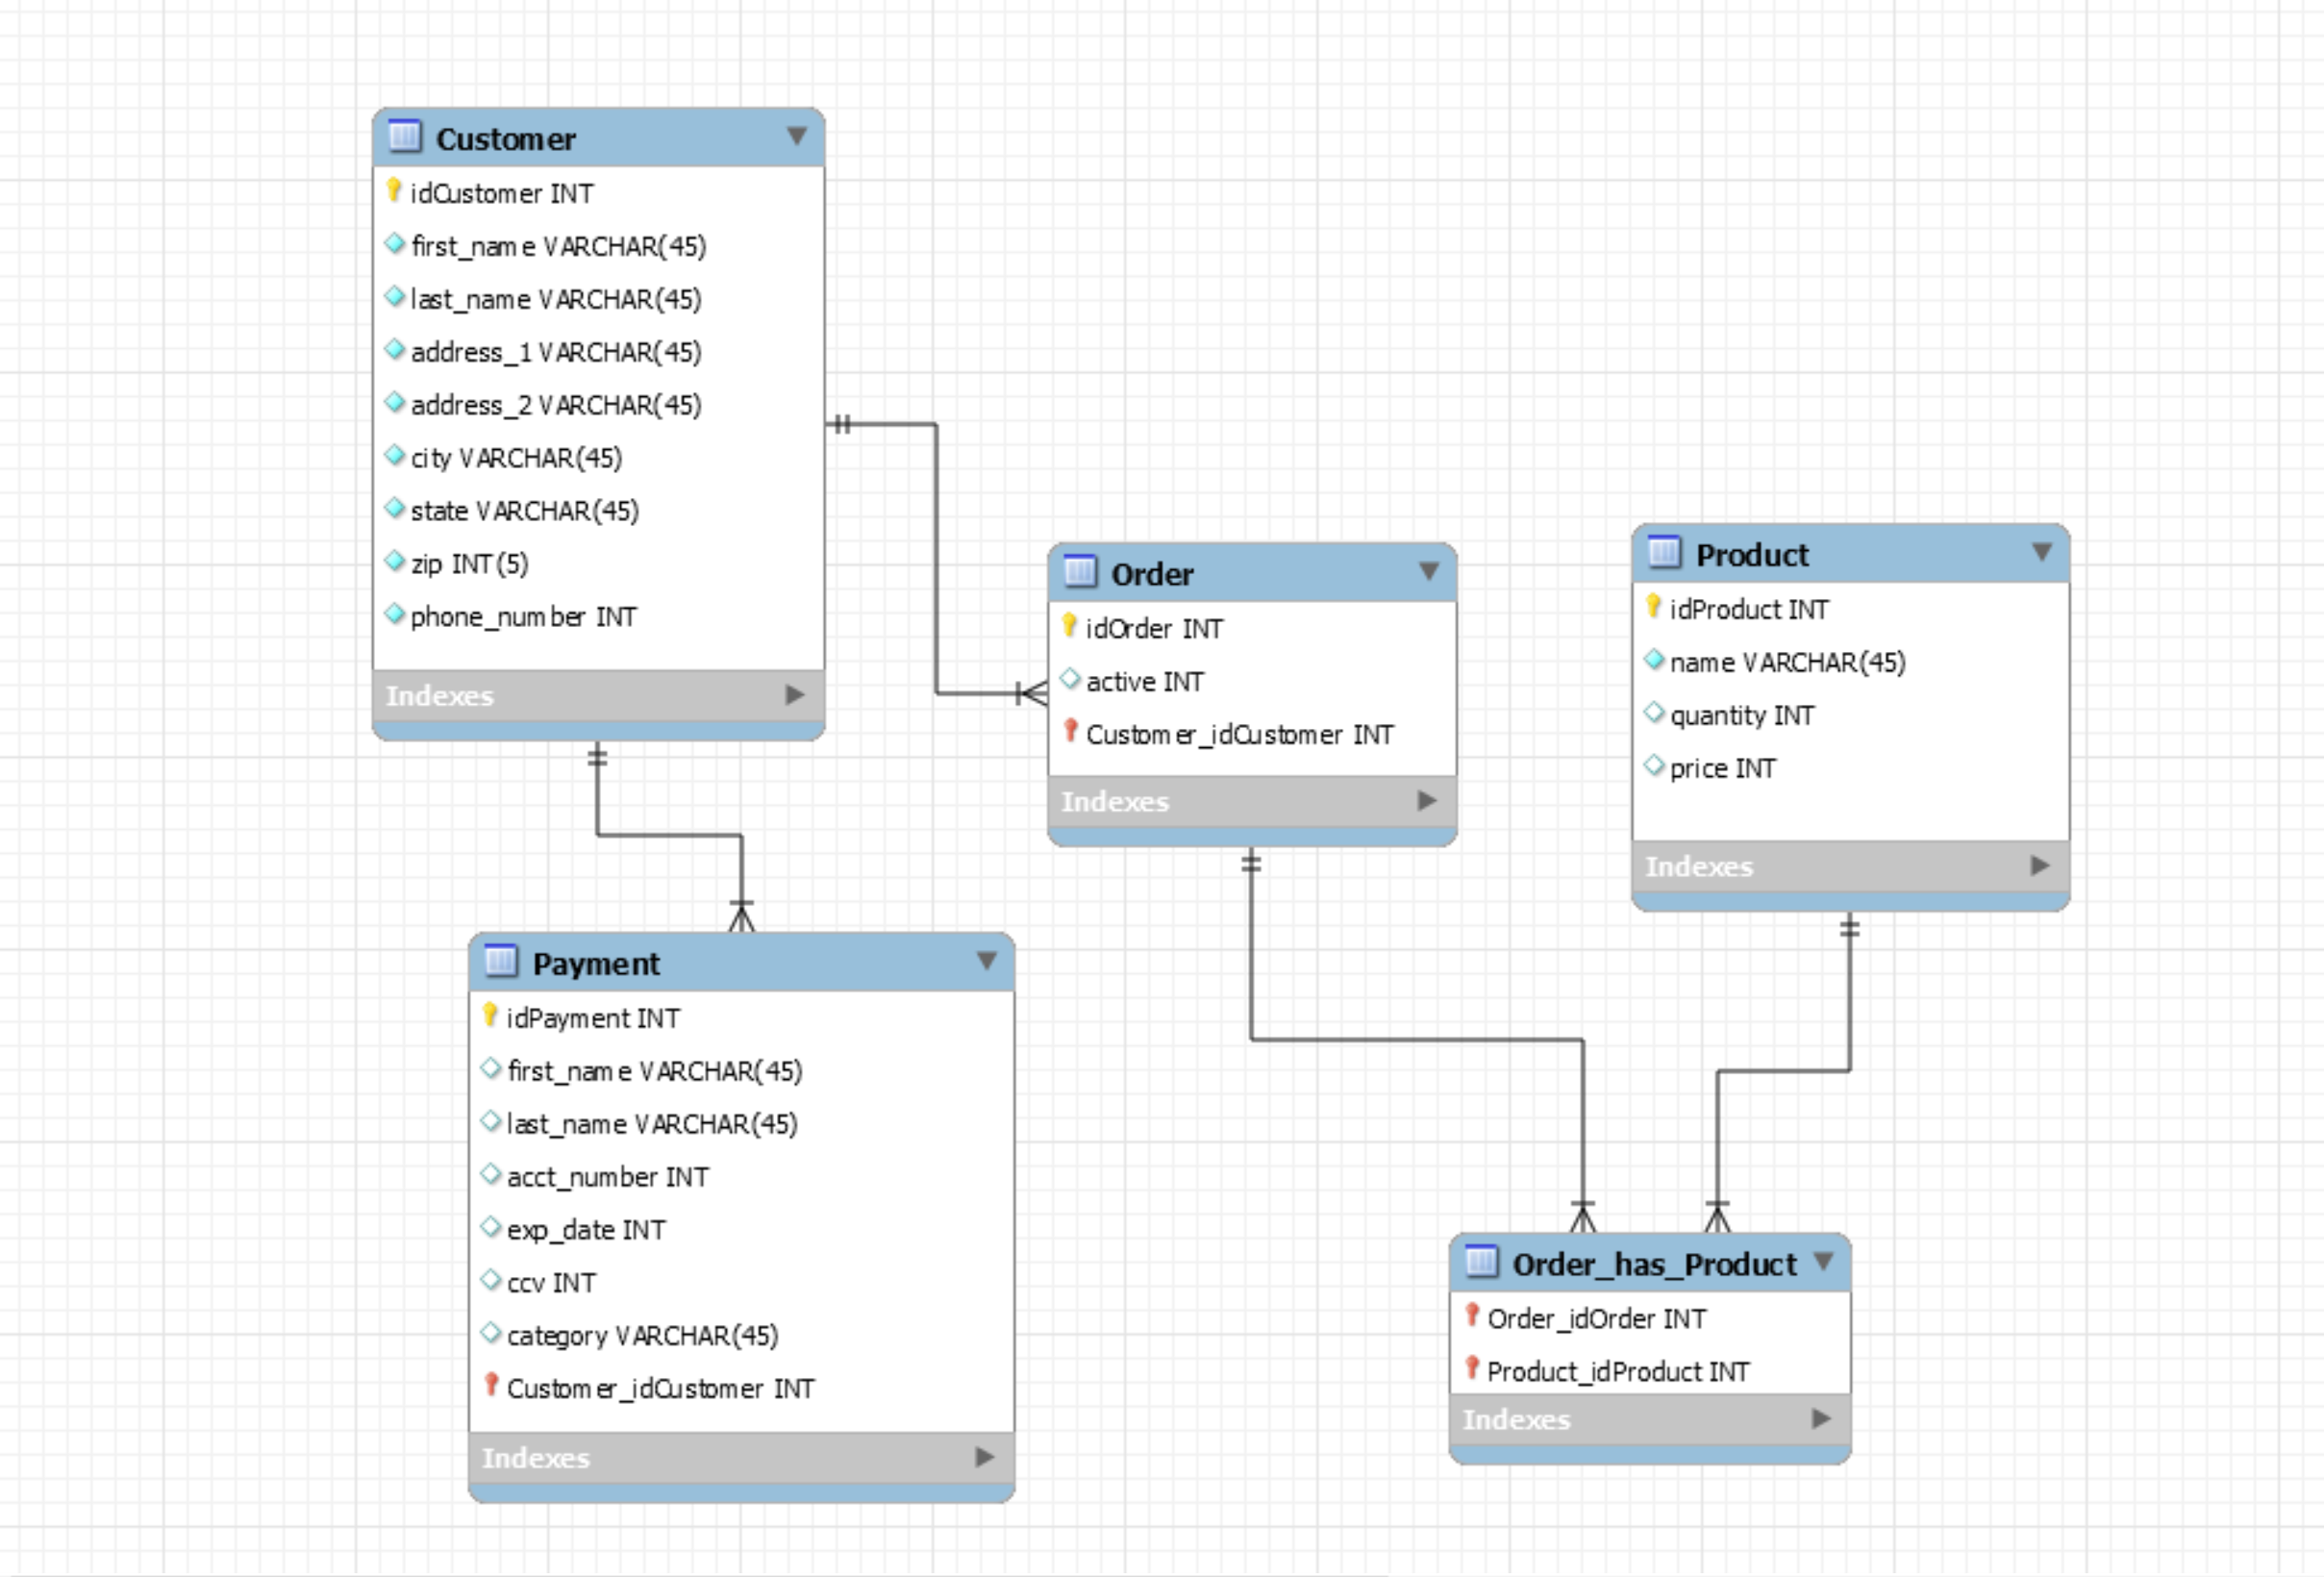 Customer
idCustomer INT
first_name VARCHAR(45)
last_name VARCHAR(45)
address_1 VARCHAR(45)
address_2 VARCHAR(45)
city VARCHAR(45)
state VARCHAR(45)
zip INT(5)
phone_number INT
Indexes
Order
idOrder INT
active INT
Customer_idCustomer INT
Indexes
Product
idProduct INT
name VARCHAR(45)
quantity INT
price INT
Indexes
Payment
idPayment INT
first_name VARCHAR(45)
last_name VARCHAR(45)
acct_number INT
exp_date INT
ccv INT
category VARCHAR(45)
Customer_idCustomer INT
Indexes
Order_has_Product
Order_idOrder INT
Product_idProduct INT
Indexes